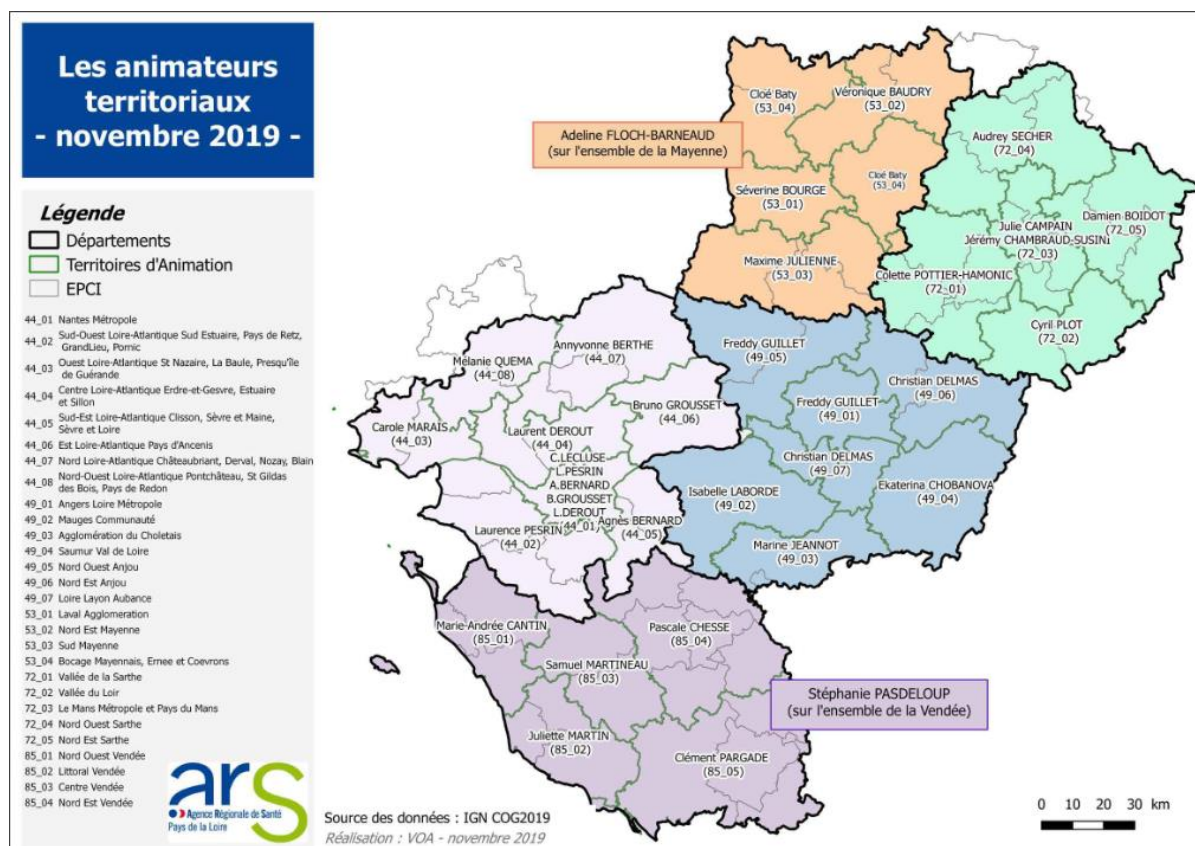 Les animateurs
territoriaux
- novembre 2019 -
Légende
Départements
Territoires d'Animation
EPCI
44_01 Nantes Métropole
44_02 Sud-Ouest Loire-Atlantique Sud Estuaire, Pays de Retz,
GrandLieu, Pornic
44_03 Ouest Loire-Atlantique St Nazaire, La Baule, Presqu'île
de Guérande
44_04 Centre Loire-Atlantique Erdre-et-Gesvre, Estuaire
et Sillon
44_05 Sud-Est Loire-Atlantique Clisson, Sèvre et Maine,
Sèvre et Loire
44_06 Est Loire-Atlantique Pays d'Ancenis
44_07 Nord Loire-Atlantique Châteaubriant, Derval, Nozay, Blain
44_08 Nord-Ouest Loire-Atlantique Pontchâteau, St Gildas
des Bois, Pays de Redon
49_01 Angers Loire Métropole
49_02 Mauges Communauté
49_03 Agglomération du Choletais
49_04 Saumur Val de Loire
49_05 Nord Ouest Anjou
49_06 Nord Est Anjou
49_07 Loire Layon Aubance
53_01 Laval Agglomeration
53_02 Nord Est Mayenne
53_03 Sud Mayenne
53_04 Bocage Mayennais, Ernee et Coevrons
72_01 Vallée de la Sarthe
72_02 Vallée du Loir
72_03 Le Mans Métropole et Pays du Mans
72_04 Nord Ouest Sarthe
72_05 Nord Est Sarthe
85_01 Nord Ouest Vendée
85_02 Littoral Vendée
85_03 Centre Vendée
85_04 Nord Est Vendée
ars
Agence Régionale de Santé
Pays de la Loire
Cloé Baty
(53_04)
Véronique BAUDRY
(53_02)
Adeline FLOCH-BARNEAUD
(sur l'ensemble de la Mayenne)
Cloé Baty
(53_04)
Séverine BOURGE
(53_01)
Maxime JULIENNE
(53_03)
Audrey SECHER
(72_04)
Damien BOIDOT
(72_05)
Julie CAMPAIN
Jérémy CHAMBRAUD-SUSINI
(72_03)
Colette POTTIER-HAMONIC
(72_01)
Cyril PLOT
(72_02)
Annyvonne BERTHE
(44_07)
Mélanie QUEMA
(44_08)
Bruno GROUSSET
(44_06)
Carole MARAIS
(44_03)
Laurent DEROUT
(44_04)
C.LECLUSE
L.PESRIN
A.BERNARD
B.GROUSSET
L.DEROUT
(44_01)
Agnès BERNARD
(44_05)
Laurence PESRIN
(44_02)
Freddy GUILLET
(49_05)
Christian DELMAS
(49_06)
Freddy GUILLET
(49_01)
Christian DELMAS
(49_07)
Isabelle LABORDE
(49_02)
Ekaterina CHOBANOVA
(49_04)
Marine JEANNOT
(49_03)
Marie-Andrée CANTIN
(85_01)
Pascale CHESSE
(85_04)
Samuel MARTINEAU
(85_03)
Stéphanie PASDELOUP
(sur l'ensemble de la Vendée)
Juliette MARTIN
(85_02)
Clément PARGADE
(85_05)
Source des données : IGN COG2019
Réalisation : VOA - novembre 2019
0 10 20 30 km